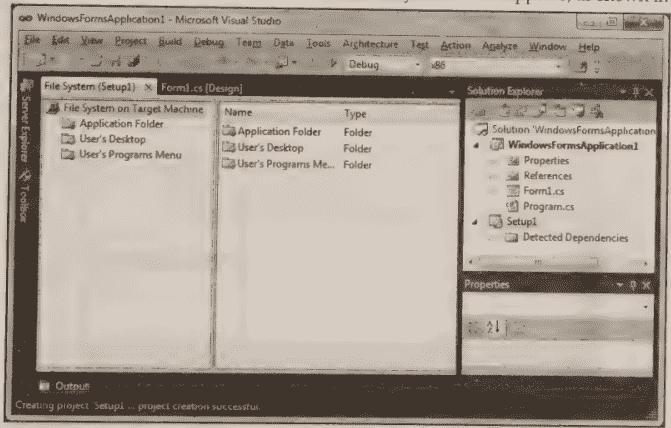 WindowsFormsApplication1 - Microsoft Visual Studio
File Edit View Project Build Debug Team Data Tools Architecture Test Action Analyze Window Help
Debug x86
File System (Setup1) × Form1.cs [Design]
File System on Target Machine
Application Folder
User's Desktop
User's Programs Menu
Name Type
Application Folder Folder
User's Desktop Folder
User's Programs Me... Folder
Server Explorer
Toolbox
Solution Explorer
Solution 'WindowsFormsApplication
WindowsFormsApplication1
Properties
References
Form1.cs
Program.cs
Setup1
Detected Dependencies
Properties
Output
Creating project 'Setup1'... project creation successful.